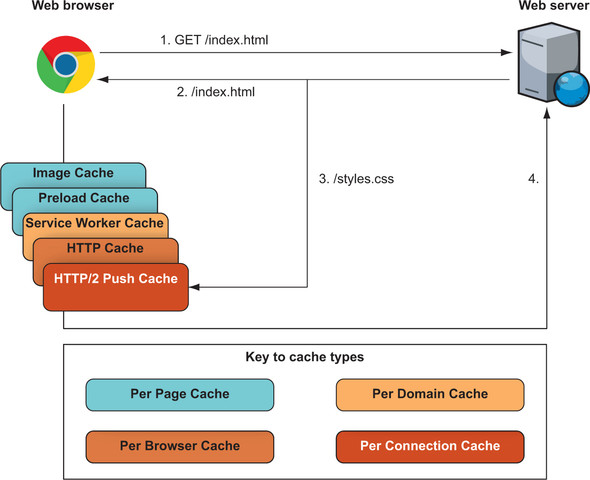 Web browser
Web server
1. GET /index.html
2. /index.html
3. /styles.css
4.
Image Cache
Preload Cache
Service Worker Cache
HTTP Cache
HTTP/2 Push Cache
Key to cache types
Per Page Cache
Per Domain Cache
Per Browser Cache
Per Connection Cache